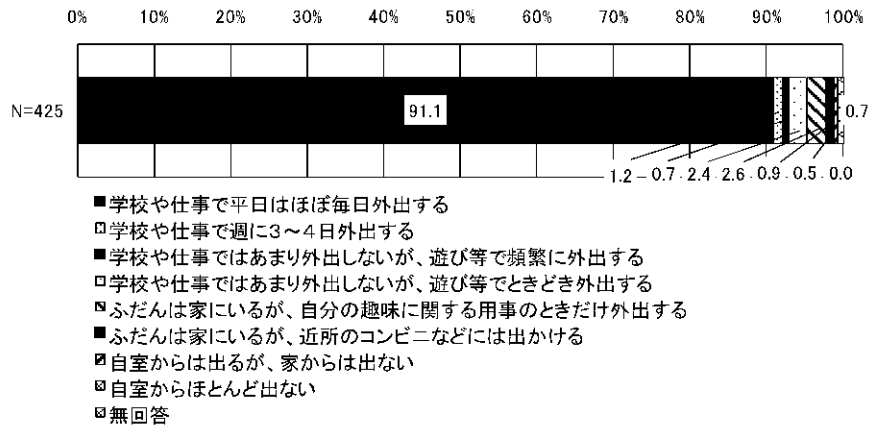 0% 10% 20% 30% 40% 50% 60% 70% 80% 90% 100%
N=425 91.1 0.7
1.2 0.7 2.4 2.6 0.9 0.5 0.0
学校や仕事で平日はほぼ毎日外出する
学校や仕事で週に3～4日外出する
学校や仕事ではあまり外出しないが、遊び等で頻繁に外出する
学校や仕事ではあまり外出しないが、遊び等でときどき外出する
ふだんは家にいるが、自分の趣味に関する用事のときだけ外出する
ふだんは家にいるが、近所のコンビニなどには出かける
自室からは出るが、家からは出ない
自室からほとんど出ない
無回答